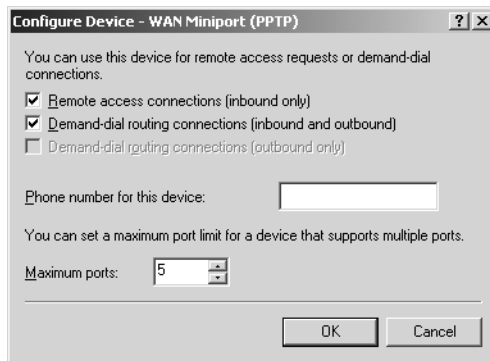 Configure Device - WAN Miniport (PPTP)
You can use this device for remote access requests or demand-dial
connections.
Remote access connections (inbound only)
Demand-dial routing connections (inbound and outbound)
Demand-dial routing connections (outbound only)
Phone number for this device:
You can set a maximum port limit for a device that supports multiple ports.
Maximum ports: 5
OK Cancel